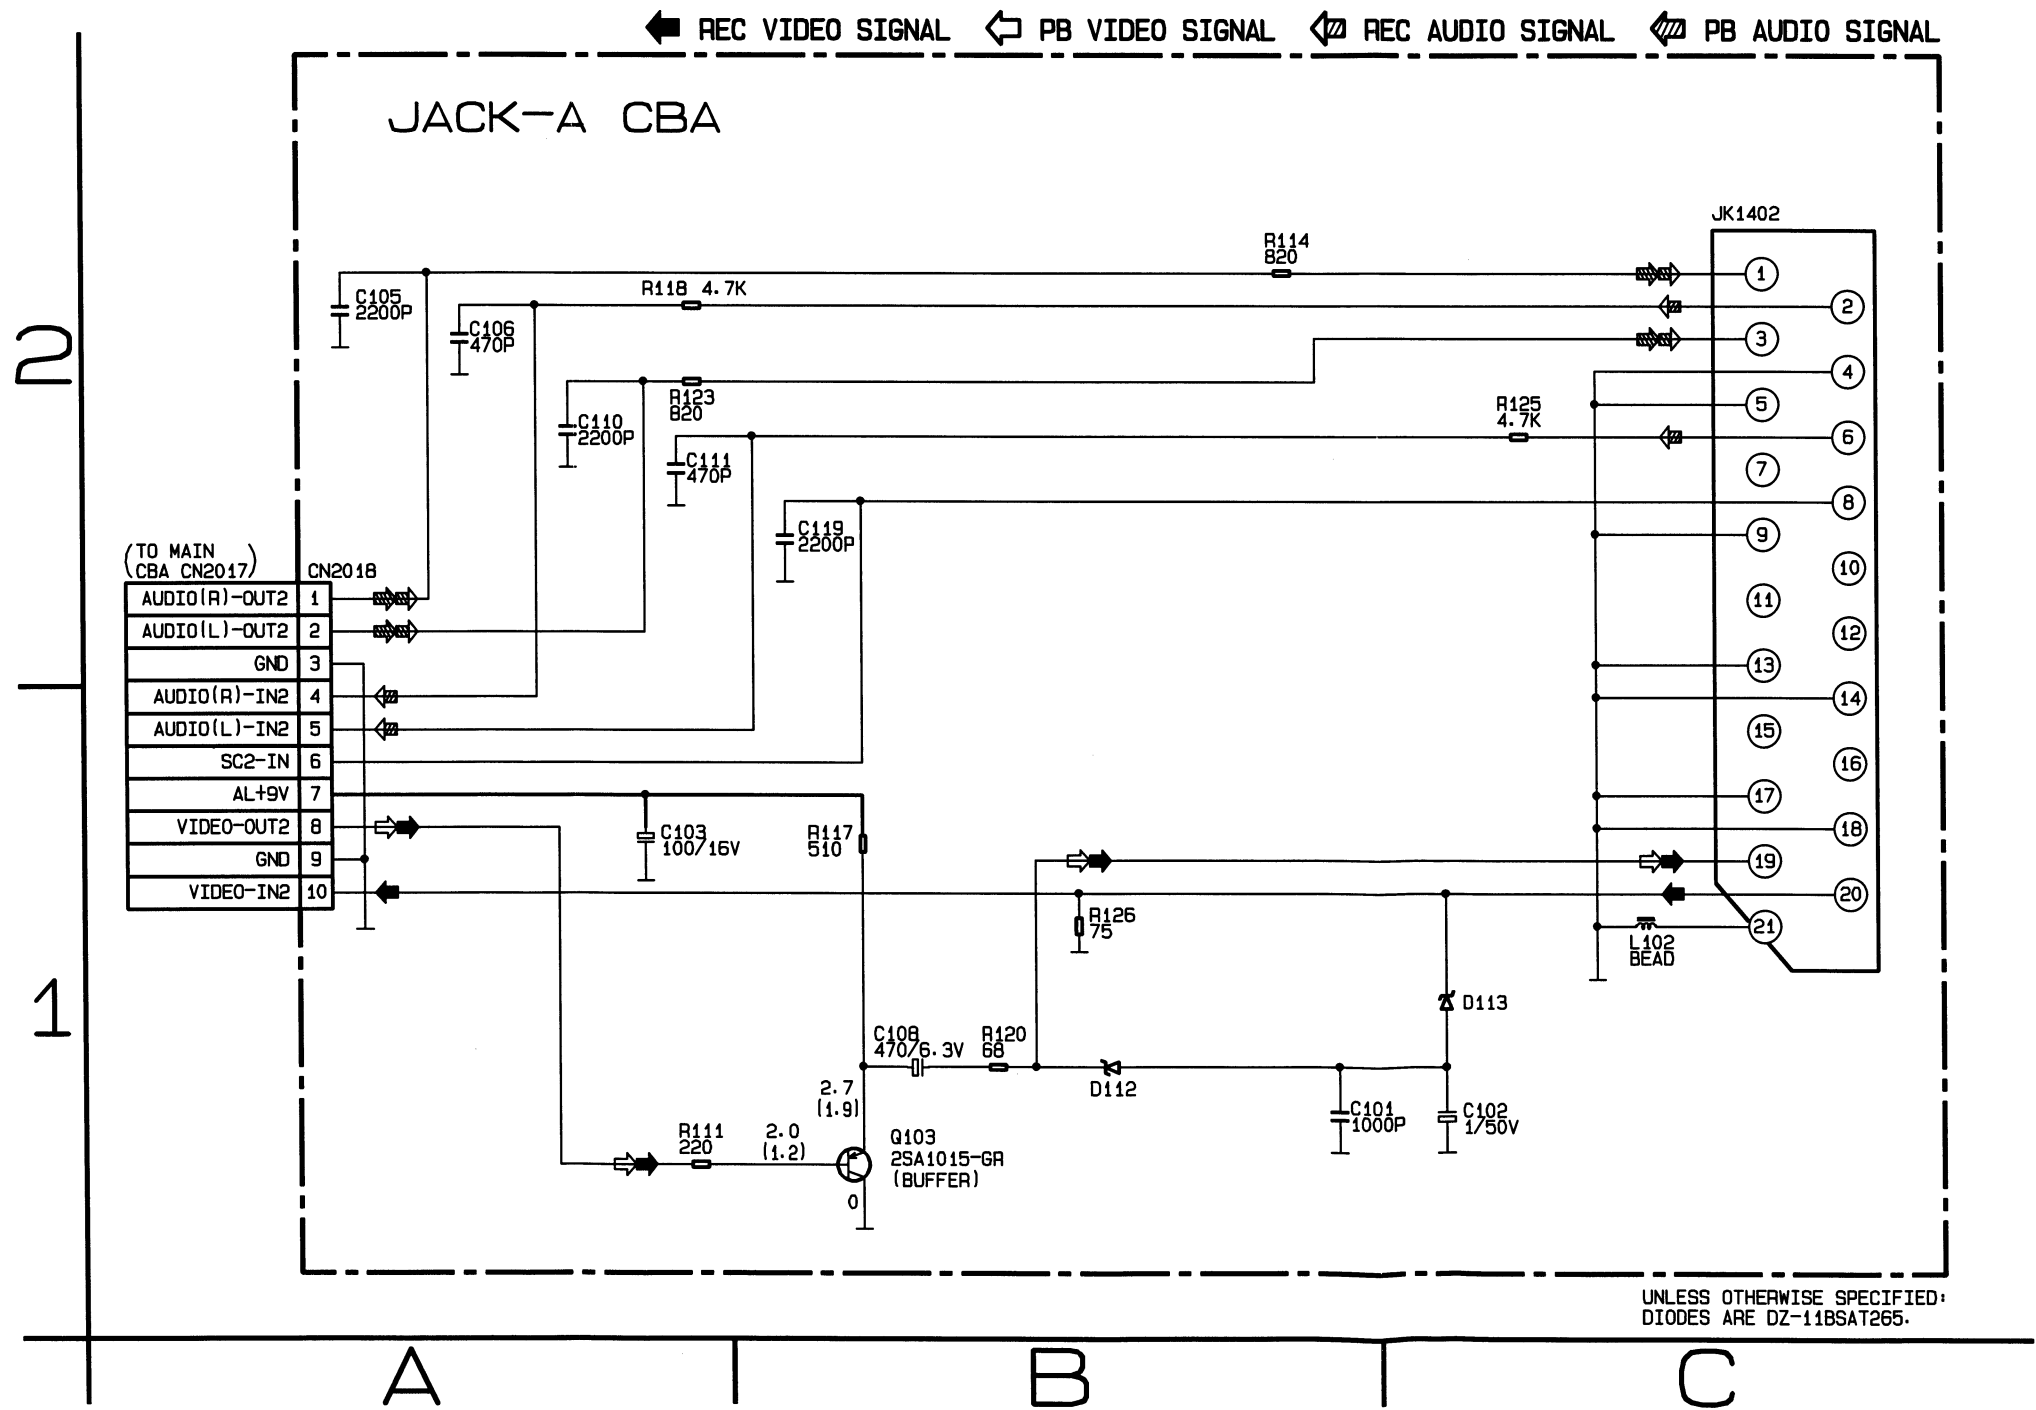 REC VIDEO SIGNAL PB VIDEO SIGNAL REC AUDIO SIGNAL PB AUDIO SIGNAL
JACK-A CBA
JK1402
R114
820
1
R118 4.7K
C105
2200P
2
C106
470P
3
4
R123
820
R125
4.7K
5
C110
2200P
6
C111
470P
7
8
C119
2200P
9
(TO MAIN
CBA CN2017)
CN2018
10
AUDIO(R)-OUT2 1
11
AUDIO(L)-OUT2 2
12
GND 3
13
AUDIO(R)-IN2 4
14
AUDIO(L)-IN2 5
15
SC2-IN 6
16
AL+9V 7
17
VIDEO-OUT2 8
18
C103
100/16V
R117
510
GND 9
19
VIDEO-IN2 10
20
R126
75
21
L102
BEAD
D113
C108
470/6.3V
R120
68
D112
2.7
(1.9)
C101
1000P
C102
1/50V
R111
220
2.0
(1.2)
Q103
2SA1015-GR
(BUFFER)
0
UNLESS OTHERWISE SPECIFIED:
DIODES ARE DZ-11BSAT265.
2
1
A B C